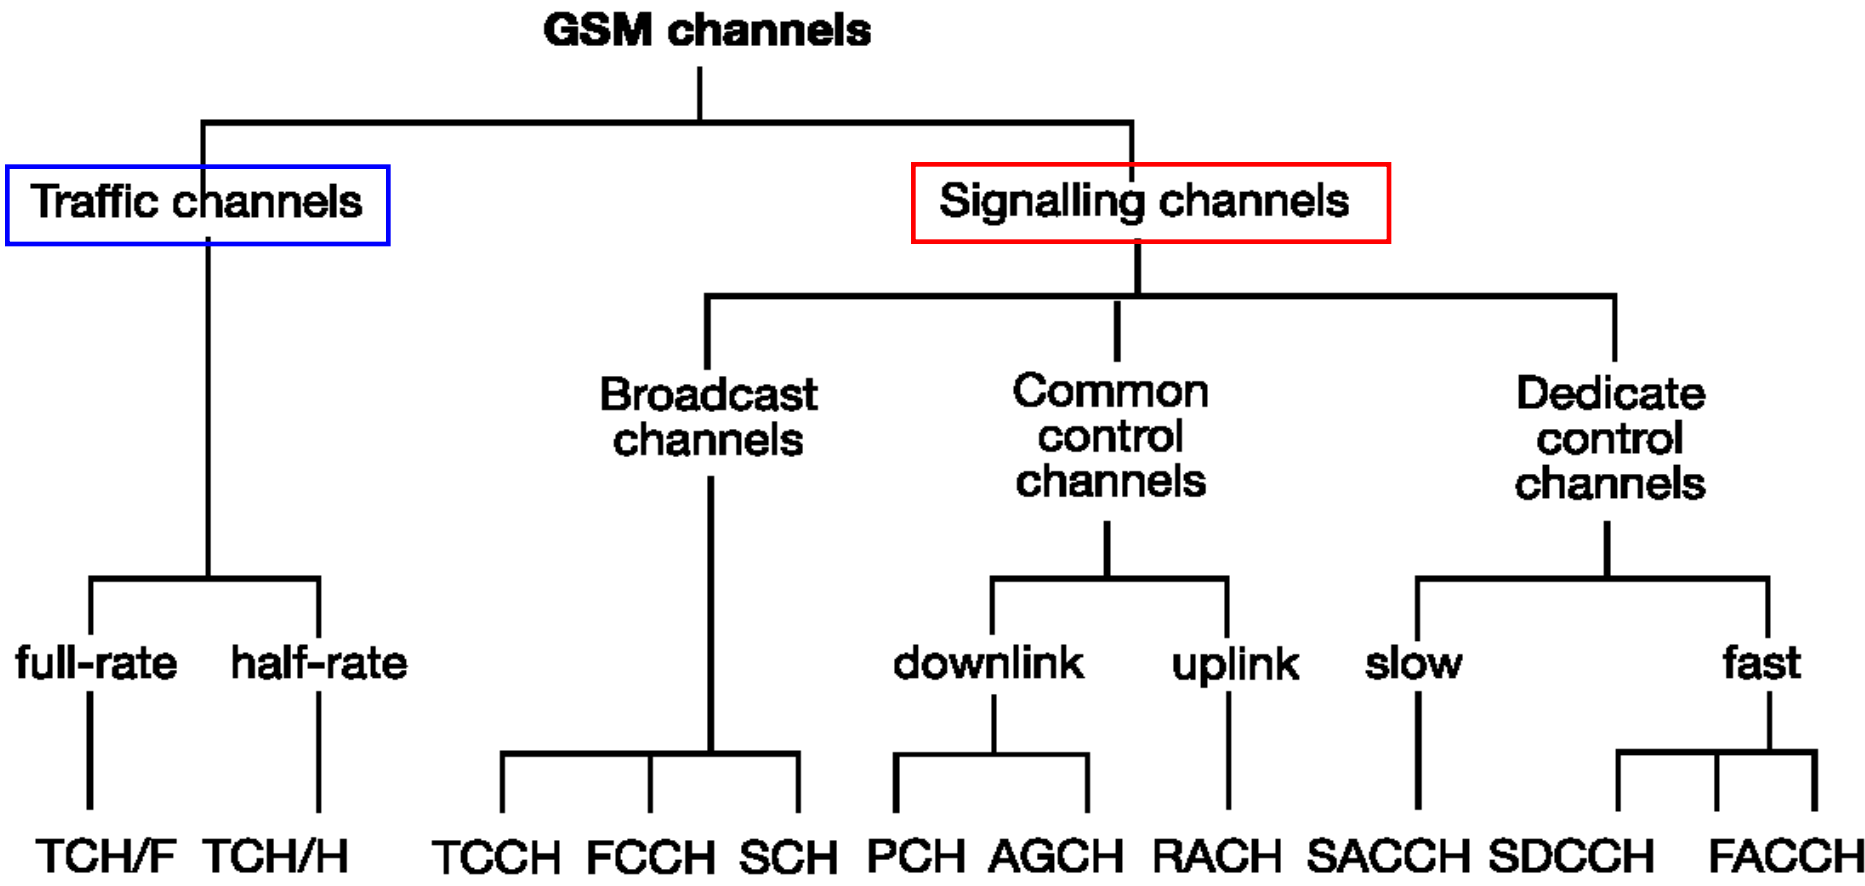 GSM channels
Traffic channels
Signalling channels
Broadcast
channels
Common
control
channels
Dedicate
control
channels
full-rate
half-rate
downlink
uplink
slow
fast
TCH/F
TCH/H
TCCH
FCCH
SCH
PCH
AGCH
RACH
SACCH
SDCCH
FACCH